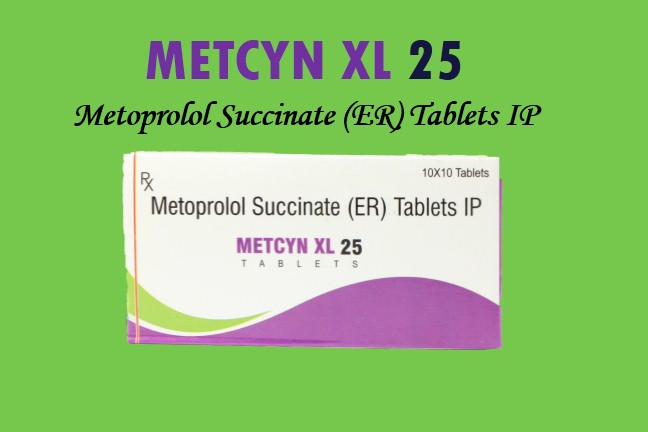 METCYN XL 25
Metoprolol Succinate (ER) Tablets IP
Rx
10X10 Tablets
Metoprolol Succinate (ER) Tablets IP
METCYN XL 25
TABLETS